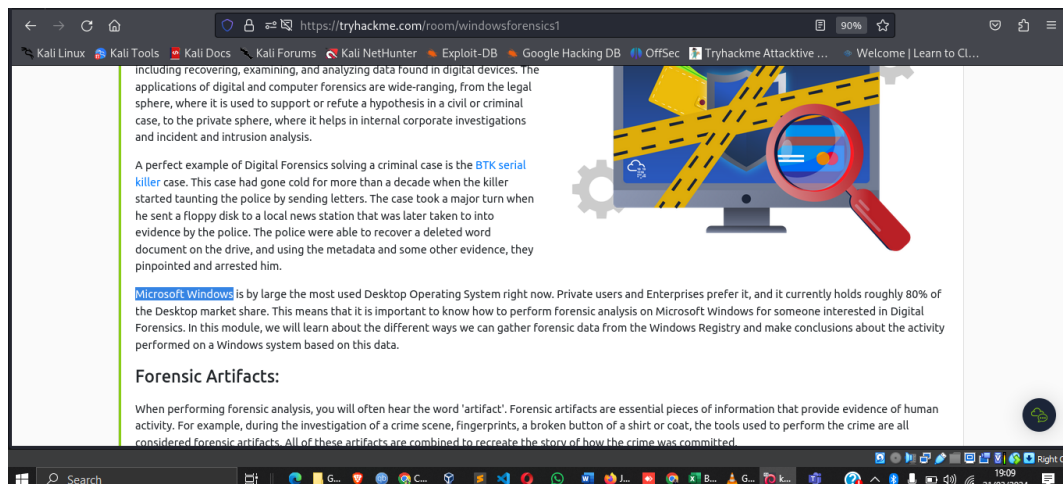 https://tryhackme.com/room/windowsforensics1
90%
Kali Linux Kali Tools Kali Docs Kali Forums Kali NetHunter Exploit-DB Google Hacking DB OffSec Tryhackme Attacktive ... Welcome | Learn to Cl...
including recovering, examining, and analyzing data found in digital devices. The
applications of digital and computer forensics are wide-ranging, from the legal
sphere, where it is used to support or refute a hypothesis in a civil or criminal
case, to the private sphere, where it helps in internal corporate investigations
and incident and intrusion analysis.
A perfect example of Digital Forensics solving a criminal case is the BTK serial
killer case. This case had gone cold for more than a decade when the killer
started taunting the police by sending letters. The case took a major turn when
he sent a floppy disk to a local news station that was later taken to into
evidence by the police. The police were able to recover a deleted word
document on the drive, and using the metadata and some other evidence, they
pinpointed and arrested him.
Microsoft Windows is by large the most used Desktop Operating System right now. Private users and Enterprises prefer it, and it currently holds roughly 80% of
the Desktop market share. This means that it is important to know how to perform forensic analysis on Microsoft Windows for someone interested in Digital
Forensics. In this module, we will learn about the different ways we can gather forensic data from the Windows Registry and make conclusions about the activity
performed on a Windows system based on this data.
Forensic Artifacts:
When performing forensic analysis, you will often hear the word 'artifact'. Forensic artifacts are essential pieces of information that provide evidence of human
activity. For example, during the investigation of a crime scene, fingerprints, a broken button of a shirt or coat, the tools used to perform the crime are all
considered forensic artifacts. All of these artifacts are combined to recreate the story of how the crime was committed.
Right C
Search G... C... J... B... G... k... 19:09